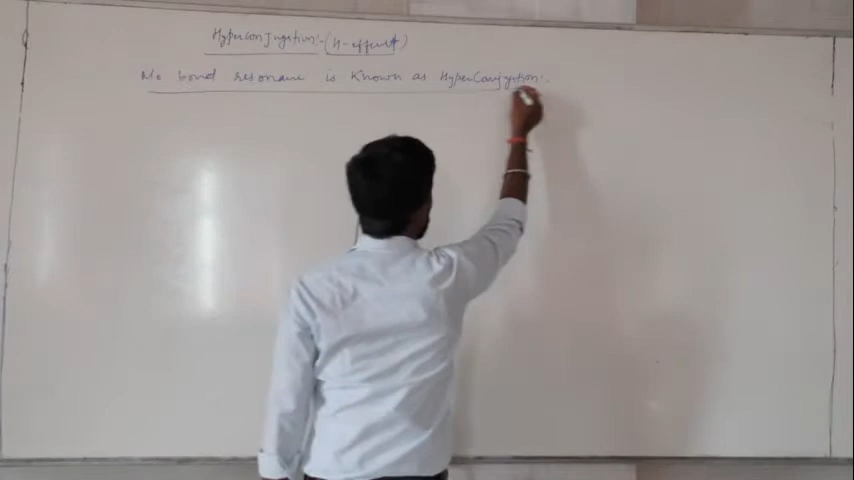 Hyperconjugation:- (H-effect)
No bond resonance is known as HyperConjugation:-